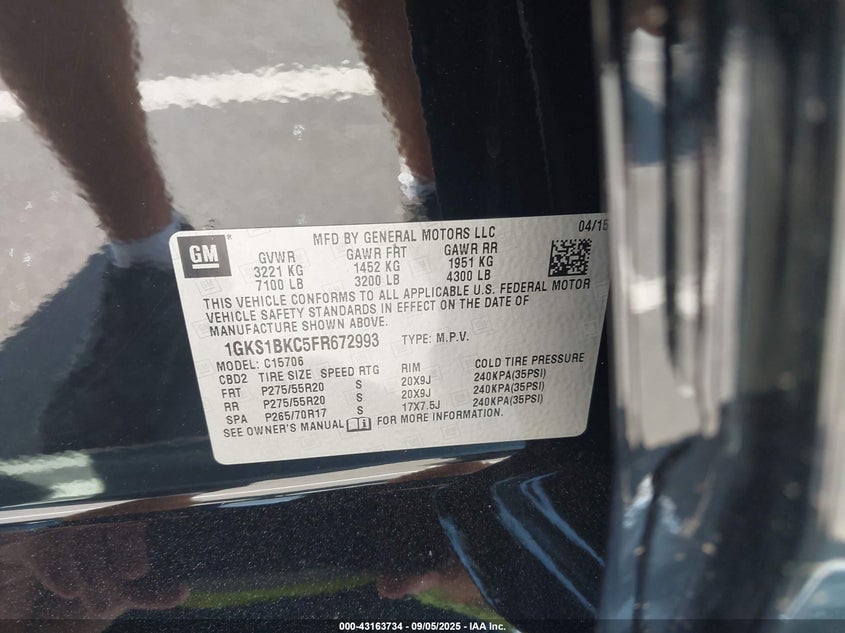 GM
MFD BY GENERAL MOTORS LLC 04/15
GVWR GAWR FRT GAWR RR
3221 KG 1452 KG 1951 KG
7100 LB 3200 LB 4300 LB
THIS VEHICLE CONFORMS TO ALL APPLICABLE U.S. FEDERAL MOTOR
VEHICLE SAFETY STANDARDS IN EFFECT ON THE DATE OF
MANUFACTURE SHOWN ABOVE.
1GKS1BKC5FR672993 TYPE: M.P.V.
MODEL: C15706
CBD2 TIRE SIZE SPEED RTG RIM COLD TIRE PRESSURE
FRT P275/55R20 S 20X9J 240KPA(35PSI)
RR P275/55R20 S 20X9J 240KPA(35PSI)
SPA P265/70R17 S 17X7.5J 240KPA(35PSI)
SEE OWNER'S MANUAL FOR MORE INFORMATION.
000-43163734 - 09/05/2025 - IAA Inc.